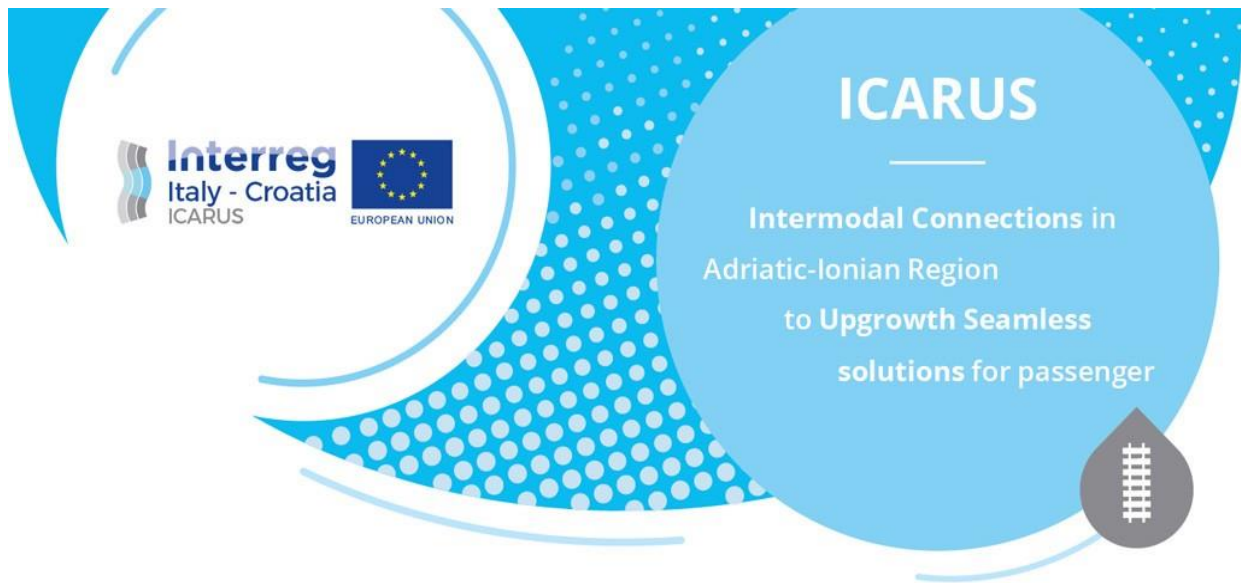 Interreg
Italy - Croatia
ICARUS
EUROPEAN UNION
ICARUS
Intermodal Connections in
Adriatic-Ionian Region
to Upgrowth Seamless
solutions for passenger